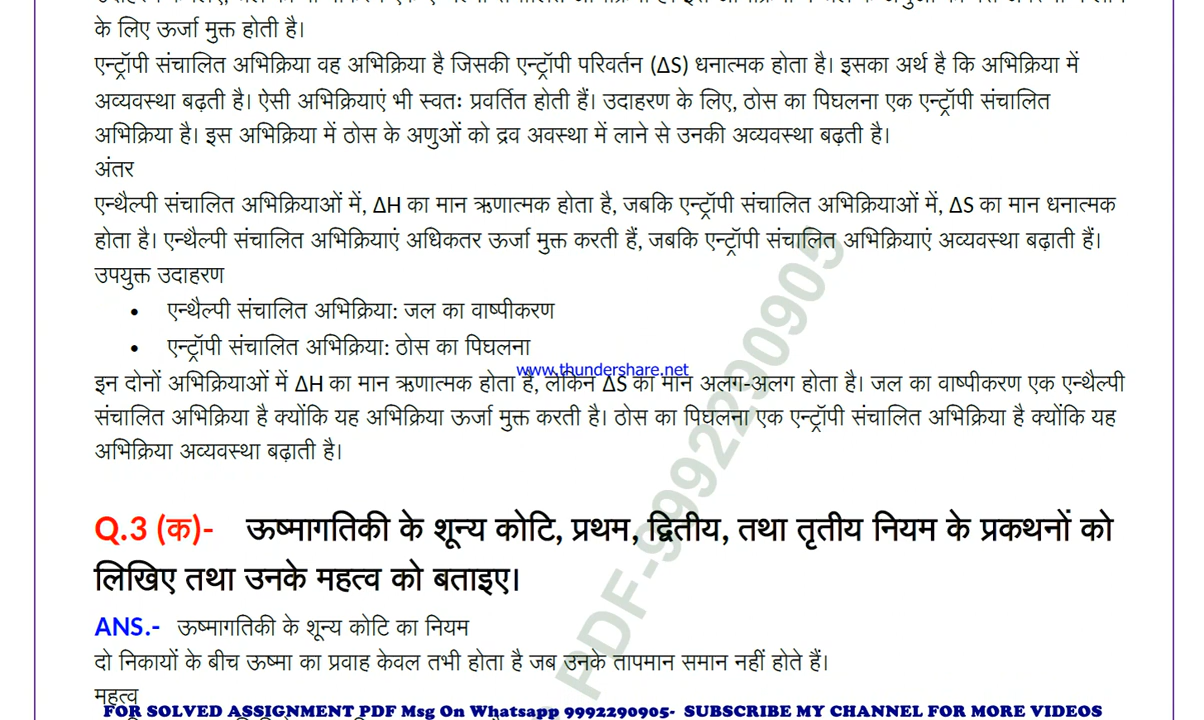 के लिए ऊर्जा मुक्त होती है।
एन्ट्रॉपी संचालित अभिक्रिया वह अभिक्रिया है जिसकी एन्ट्रॉपी परिवर्तन (ΔS) धनात्मक होता है। इसका अर्थ है कि अभिक्रिया में
अव्यवस्था बढ़ती है। ऐसी अभिक्रियाएं भी स्वतः प्रवर्तित होती हैं। उदाहरण के लिए, ठोस का पिघलना एक एन्ट्रॉपी संचालित
अभिक्रिया है। इस अभिक्रिया में ठोस के अणुओं को द्रव अवस्था में लाने से उनकी अव्यवस्था बढ़ती है।
अंतर
एन्थैल्पी संचालित अभिक्रियाओं में, ΔH का मान ऋणात्मक होता है, जबकि एन्ट्रॉपी संचालित अभिक्रियाओं में, ΔS का मान धनात्मक
होता है। एन्थैल्पी संचालित अभिक्रियाएं अधिकतर ऊर्जा मुक्त करती हैं, जबकि एन्ट्रॉपी संचालित अभिक्रियाएं अव्यवस्था बढ़ाती हैं।
उपयुक्त उदाहरण
• एन्थैल्पी संचालित अभिक्रिया: जल का वाष्पीकरण
• एन्ट्रॉपी संचालित अभिक्रिया: ठोस का पिघलना
www.thundershare.net
इन दोनों अभिक्रियाओं में ΔH का मान ऋणात्मक होता है, लेकिन ΔS का मान अलग-अलग होता है। जल का वाष्पीकरण एक एन्थैल्पी
संचालित अभिक्रिया है क्योंकि यह अभिक्रिया ऊर्जा मुक्त करती है। ठोस का पिघलना एक एन्ट्रॉपी संचालित अभिक्रिया है क्योंकि यह
अभिक्रिया अव्यवस्था बढ़ाती है।
PDF-9992290905
Q.3 (क)- ऊष्मागतिकी के शून्य कोटि, प्रथम, द्वितीय, तथा तृतीय नियम के प्रकथनों को
लिखिए तथा उनके महत्व को बताइए।
ANS.- ऊष्मागतिकी के शून्य कोटि का नियम
दो निकायों के बीच ऊष्मा का प्रवाह केवल तभी होता है जब उनके तापमान समान नहीं होते हैं।
महत्व
FOR SOLVED ASSIGNMENT PDF Msg On Whatsapp 9992290905- SUBSCRIBE MY CHANNEL FOR MORE VIDEOS